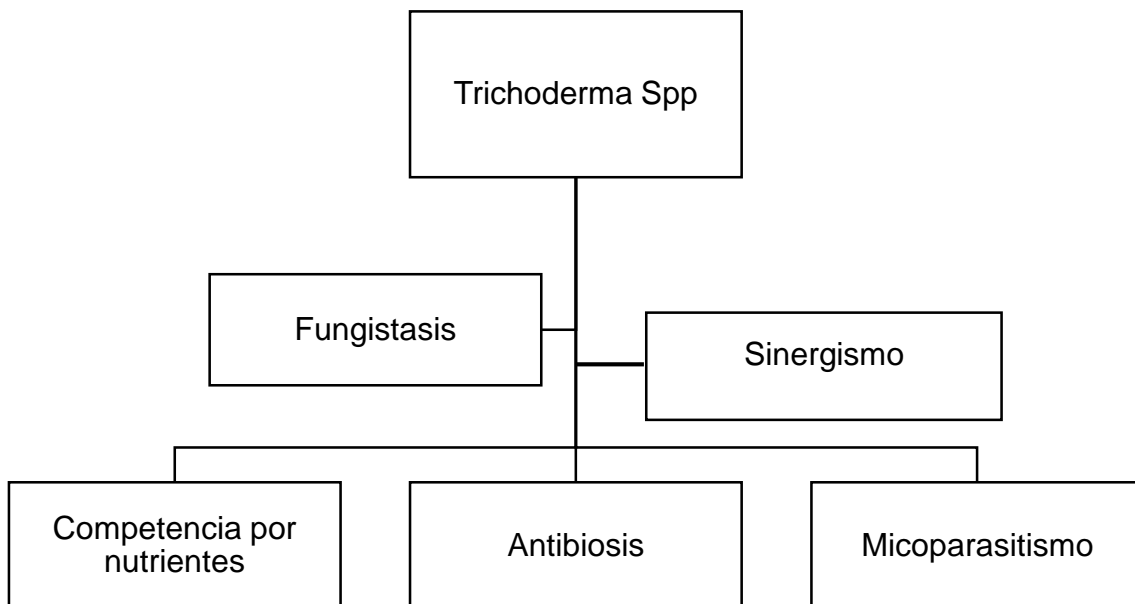 Trichoderma Spp
Fungistasis
Sinergismo
Competencia por
nutrientes
Antibiosis
Micoparasitismo